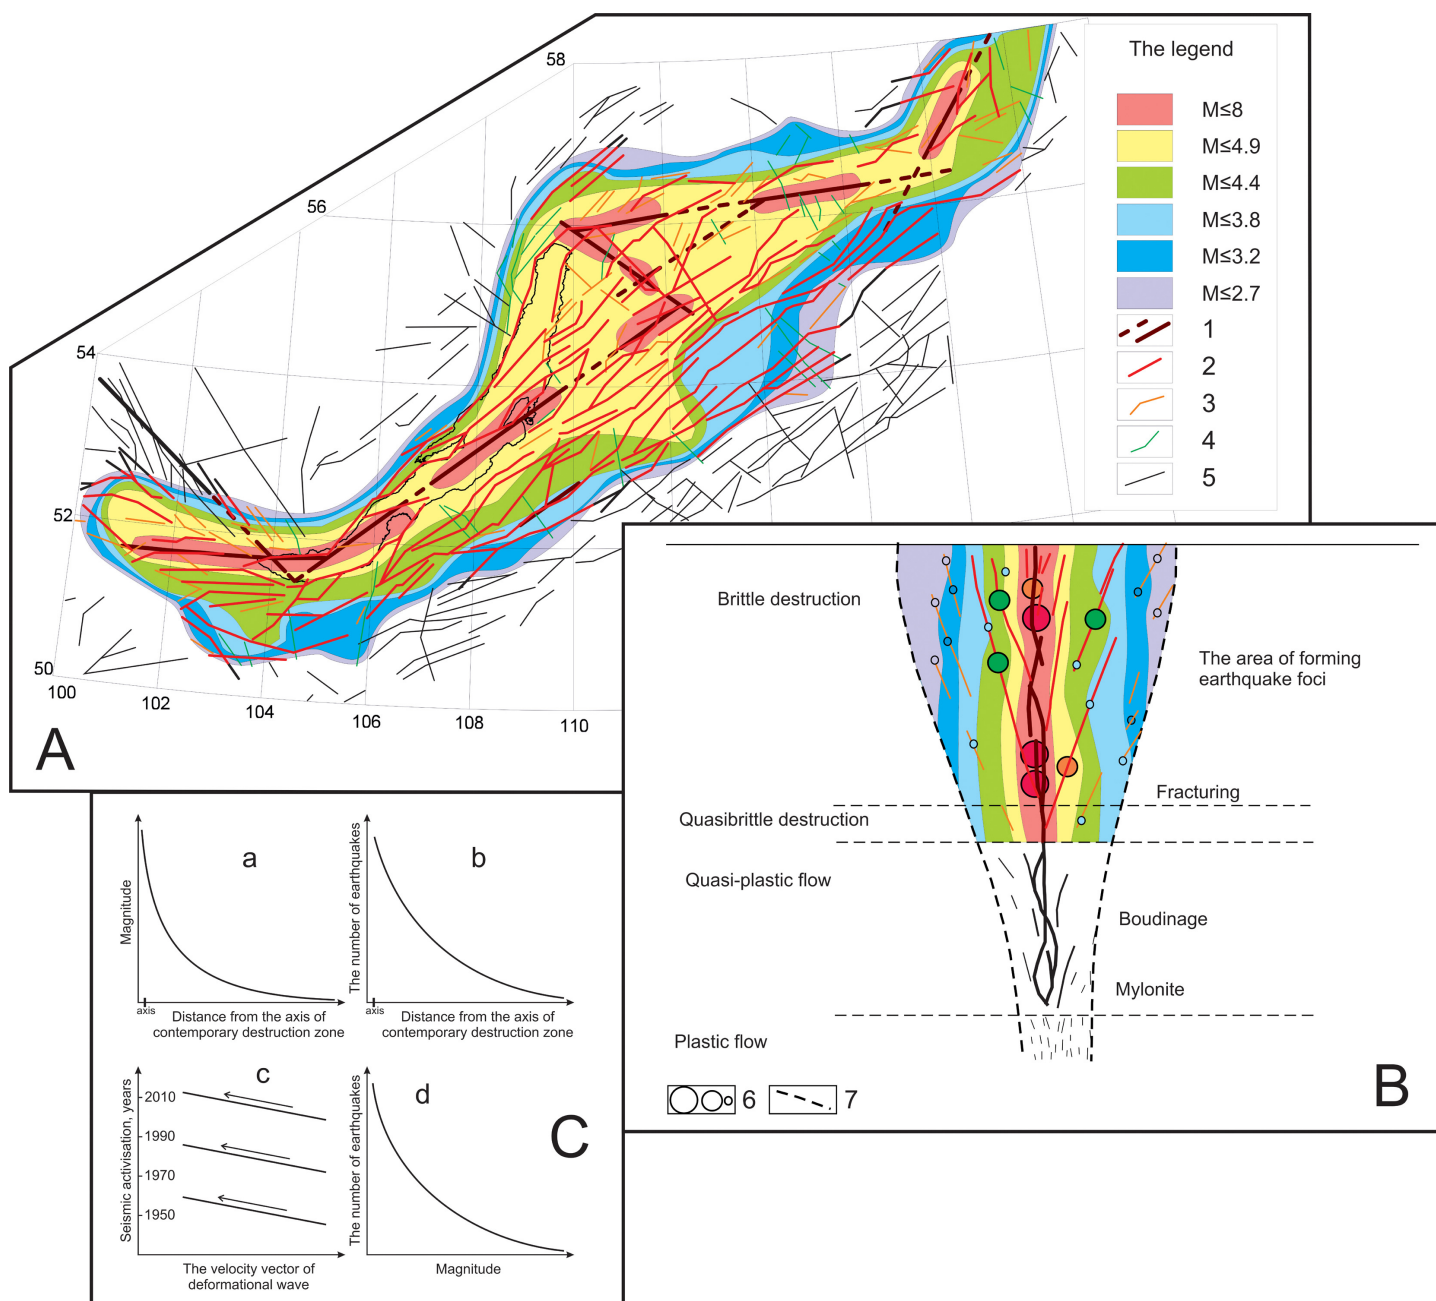 58
56
54
52
50
100
102
104
106
108
110
A
The legend
M≤8
M≤4.9
M≤4.4
M≤3.8
M≤3.2
M≤2.7
1
2
3
4
5
Brittle destruction
The area of forming
earthquake foci
Fracturing
Quasibrittle destruction
Quasi-plastic flow
Boudinage
Mylonite
Plastic flow
6
7
B
a
Magnitude
axis
Distance from the axis of
contemporary destruction zone
b
The number of earthquakes
axis
Distance from the axis of
contemporary destruction zone
c
Seismic activisation, years
2010
1990
1970
1950
The velocity vector of
deformational wave
d
The number of earthquakes
Magnitude
C